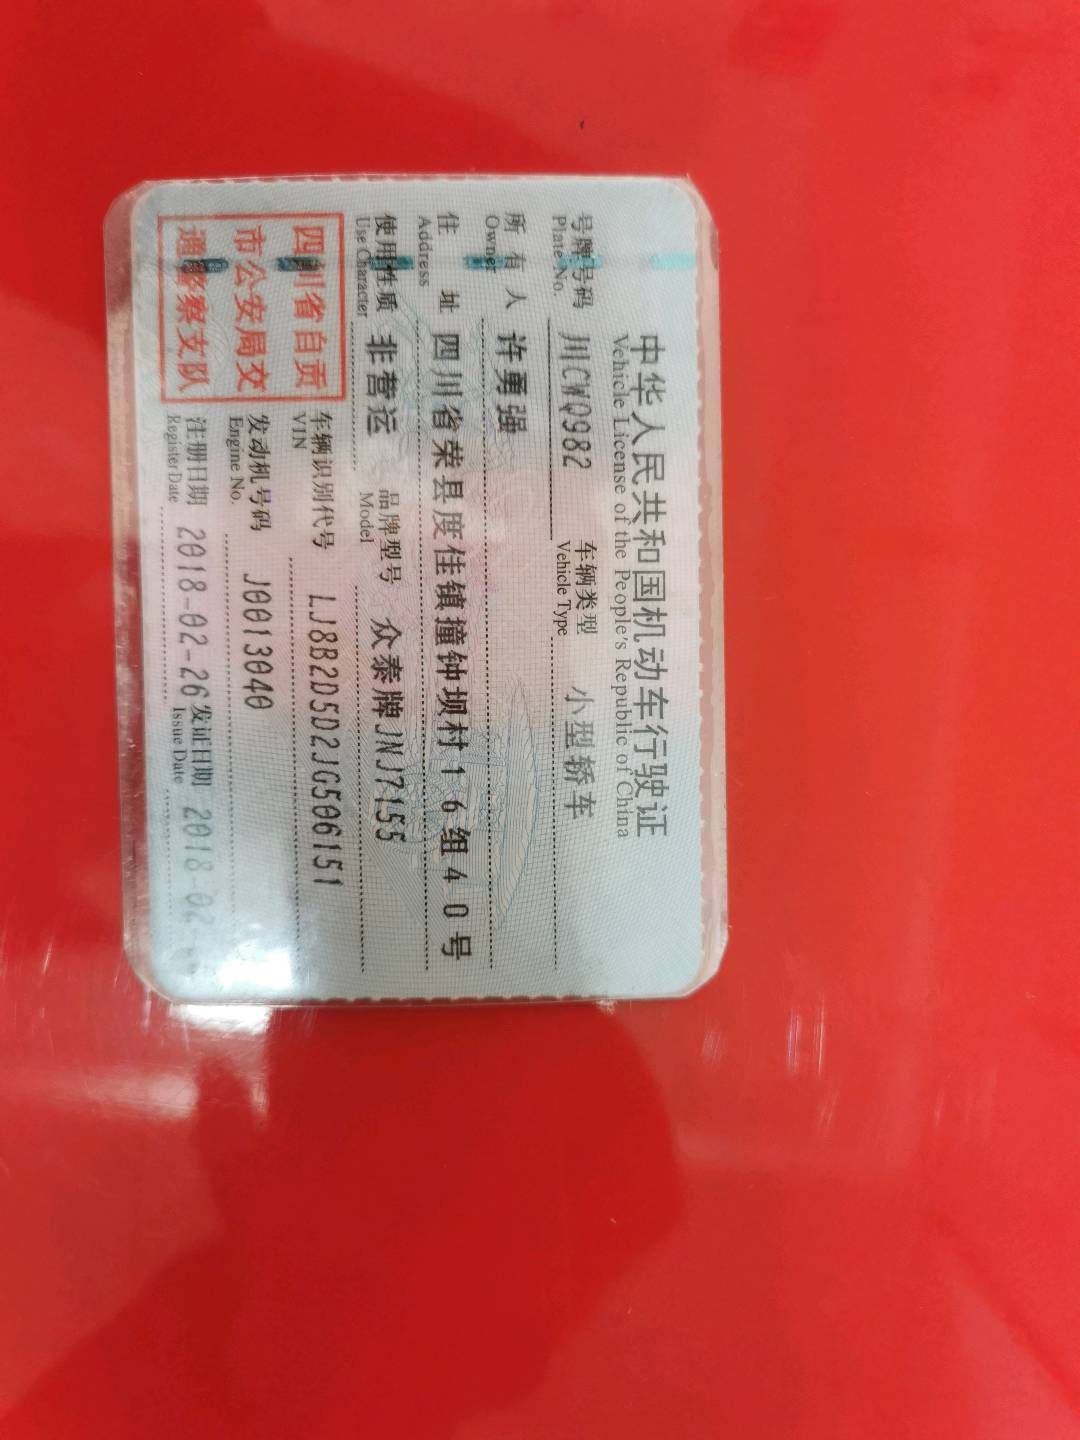 中华人民共和国机动车行驶证
Vehicle License of the People's Republic of China
号牌号码 川CWQ982 车辆类型 小型轿车
Plate No. Vehicle Type
所有人 许勇强
Owner
住址 四川省荣县度佳镇撞钟坝村16组40号
Address
使用性质 非营运 品牌型号 众泰牌JNJ7155
Use Character Model
四川省自贡
市公安局交
通警察支队
车辆识别代号 LJ8B2D5D2JG506151
VIN
发动机号码 J0013040
Engine No.
注册日期 2018-02-26 发证日期 2018-02-
Register Date Issue Date